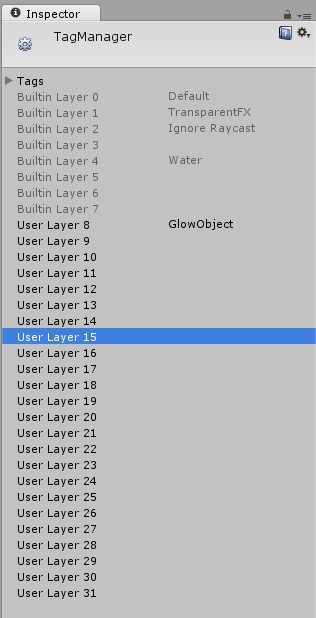 Inspector
TagManager
Tags
Builtin Layer 0 Default
Builtin Layer 1 TransparentFX
Builtin Layer 2 Ignore Raycast
Builtin Layer 3
Builtin Layer 4 Water
Builtin Layer 5
Builtin Layer 6
Builtin Layer 7
User Layer 8 GlowObject
User Layer 9
User Layer 10
User Layer 11
User Layer 12
User Layer 13
User Layer 14
User Layer 15
User Layer 16
User Layer 17
User Layer 18
User Layer 19
User Layer 20
User Layer 21
User Layer 22
User Layer 23
User Layer 24
User Layer 25
User Layer 26
User Layer 27
User Layer 28
User Layer 29
User Layer 30
User Layer 31